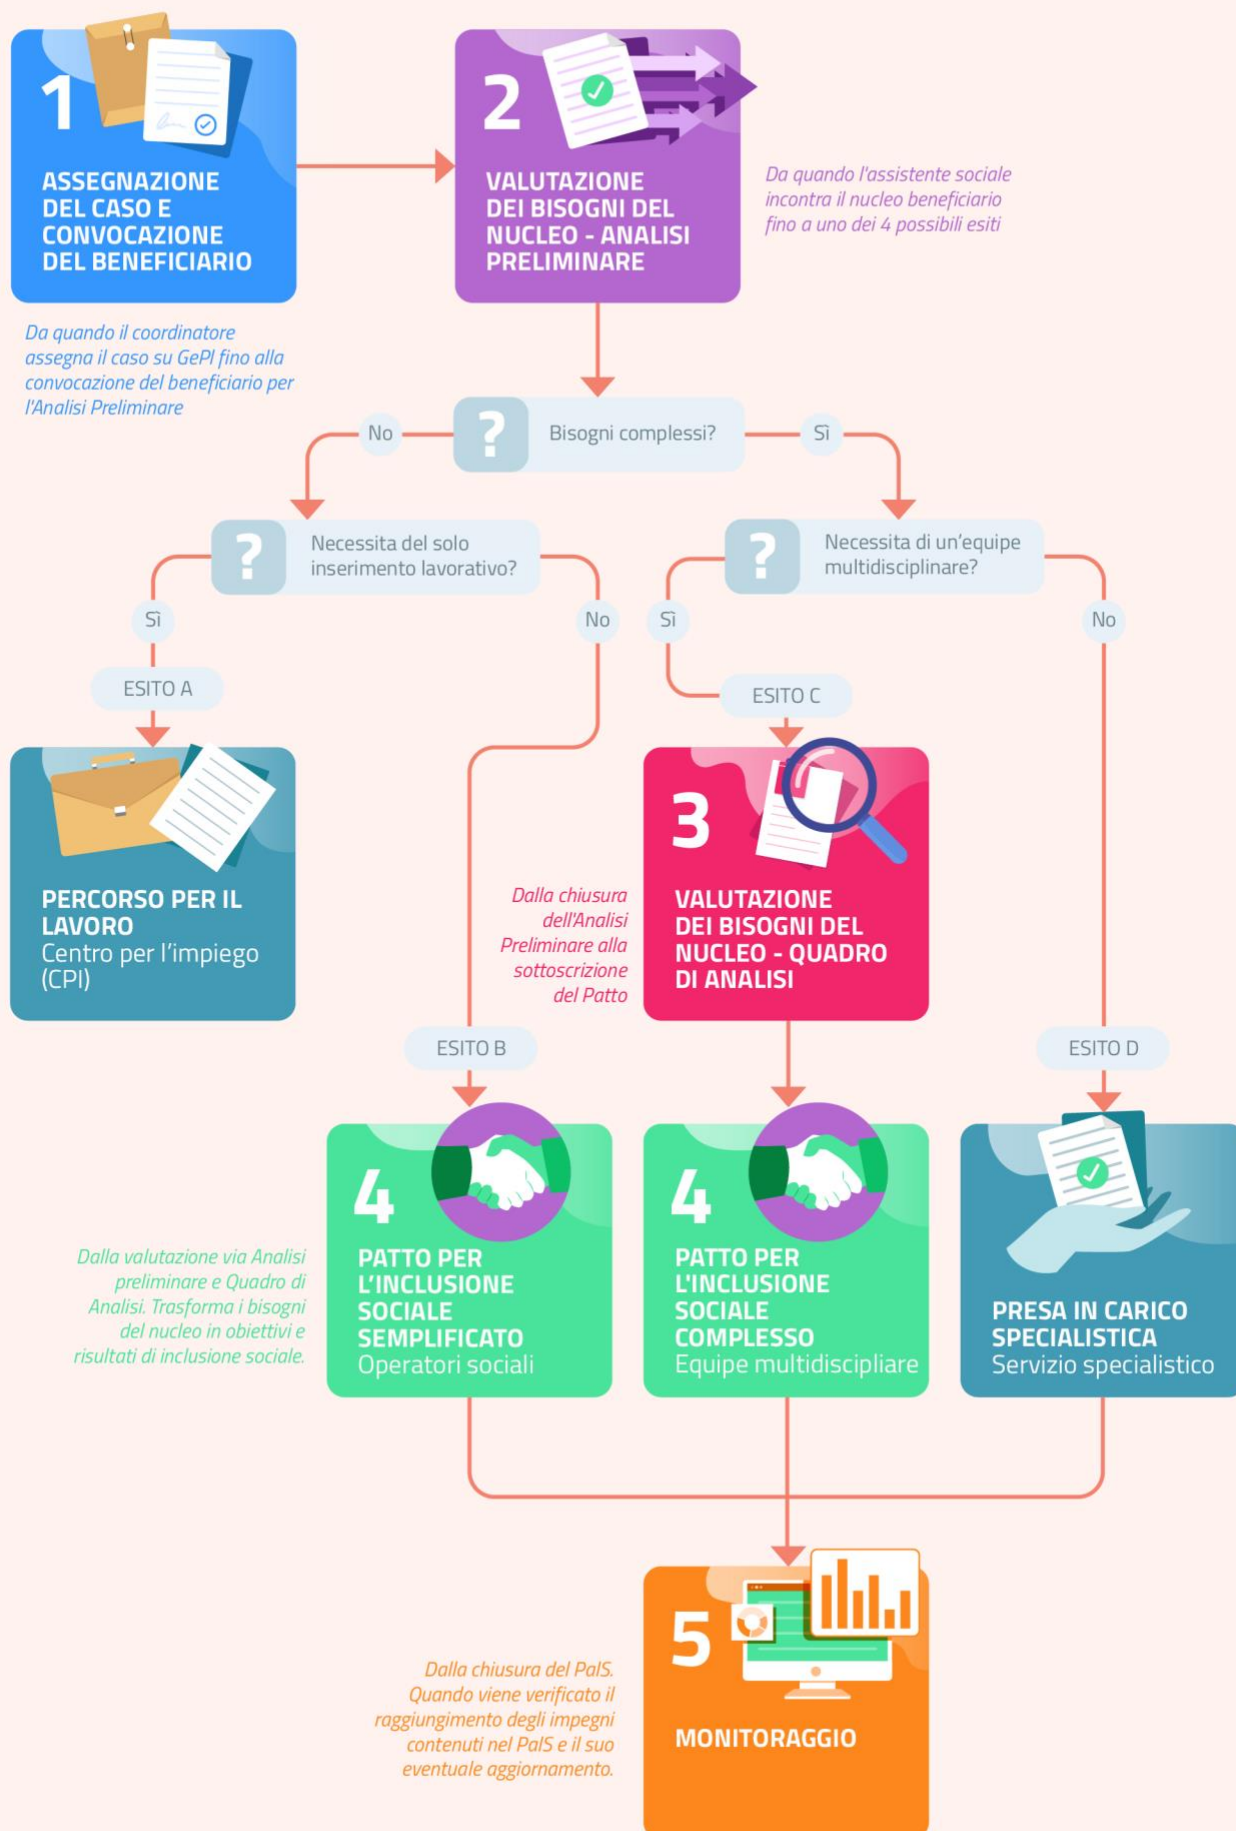 1
ASSEGNAZIONE
DEL CASO E
CONVOCAZIONE
DEL BENEFICIARIO
Da quando il coordinatore
assegna il caso su GePI fino alla
convocazione del beneficiario per
l'Analisi Preliminare
2
VALUTAZIONE
DEI BISOGNI DEL
NUCLEO - ANALISI
PRELIMINARE
Da quando l'assistente sociale
incontra il nucleo beneficiario
fino a uno dei 4 possibili esiti
No
?
Bisogni complessi?
Sì
?
Necessita del solo
inserimento lavorativo?
?
Necessita di un'equipe
multidisciplinare?
Sì
No
Sì
No
ESITO A
ESITO C
PERCORSO PER IL
LAVORO
Centro per l'impiego
(CPI)
Dalla chiusura
dell'Analisi
Preliminare alla
sottoscrizione
del Patto
3
VALUTAZIONE
DEI BISOGNI DEL
NUCLEO - QUADRO
DI ANALISI
ESITO B
ESITO D
Dalla valutazione via Analisi
preliminare e Quadro di
Analisi. Trasforma i bisogni
del nucleo in obiettivi e
risultati di inclusione sociale.
4
PATTO PER
L'INCLUSIONE
SOCIALE
SEMPLIFICATO
Operatori sociali
4
PATTO PER
L'INCLUSIONE
SOCIALE
COMPLESSO
Equipe multidiscipliare
PRESA IN CARICO
SPECIALISTICA
Servizio specialistico
Dalla chiusura del PaIS.
Quando viene verificato il
raggiungimento degli impegni
contenuti nel PaIS e il suo
eventuale aggiornamento.
5
MONITORAGGIO